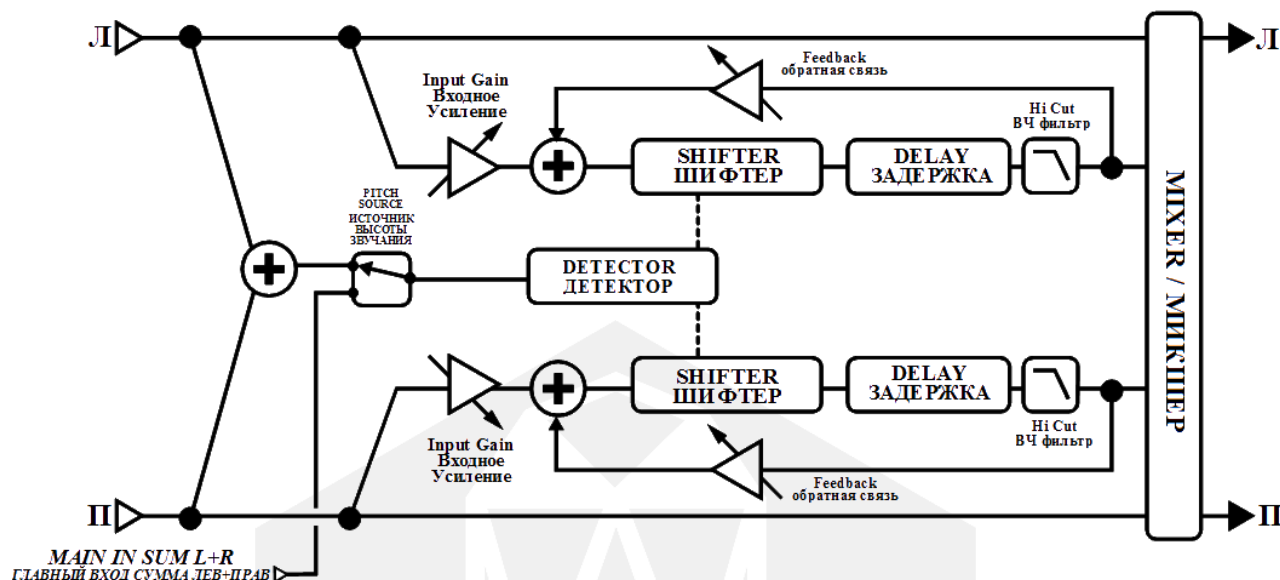 Л
Л
Feedback
обратная связь
Input Gain
Входное
Усиление
Hi Cut
ВЧ фильтр
SHIFTER
ШИФТЕР
DELAY
ЗАДЕРЖКА
PITCH
SOURCE
ИСТОЧНИК
ВЫСОТЫ
ЗВУЧАНИЯ
DETECTOR
ДЕТЕКТОР
MIXER / МИКПІЕР
SHIFTER
ШИФТЕР
DELAY
ЗАДЕРЖКА
Hi Cut
ВЧ фильтр
Input Gain
Входное
Усиление
Feedback
обратная связь
П
П
MAIN IN SUM L+R
ГЛАВНЫЙ ВХОД СУММА ЛЕВ+ПРАВ